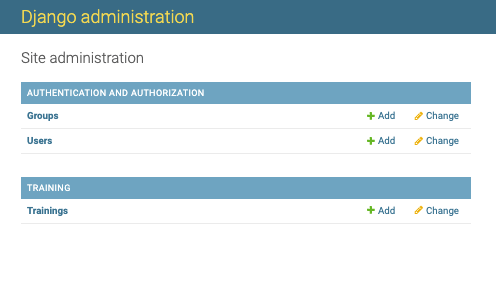 Django administration
Site administration
AUTHENTICATION AND AUTHORIZATION
Groups Add Change
Users Add Change
TRAINING
Trainings Add Change